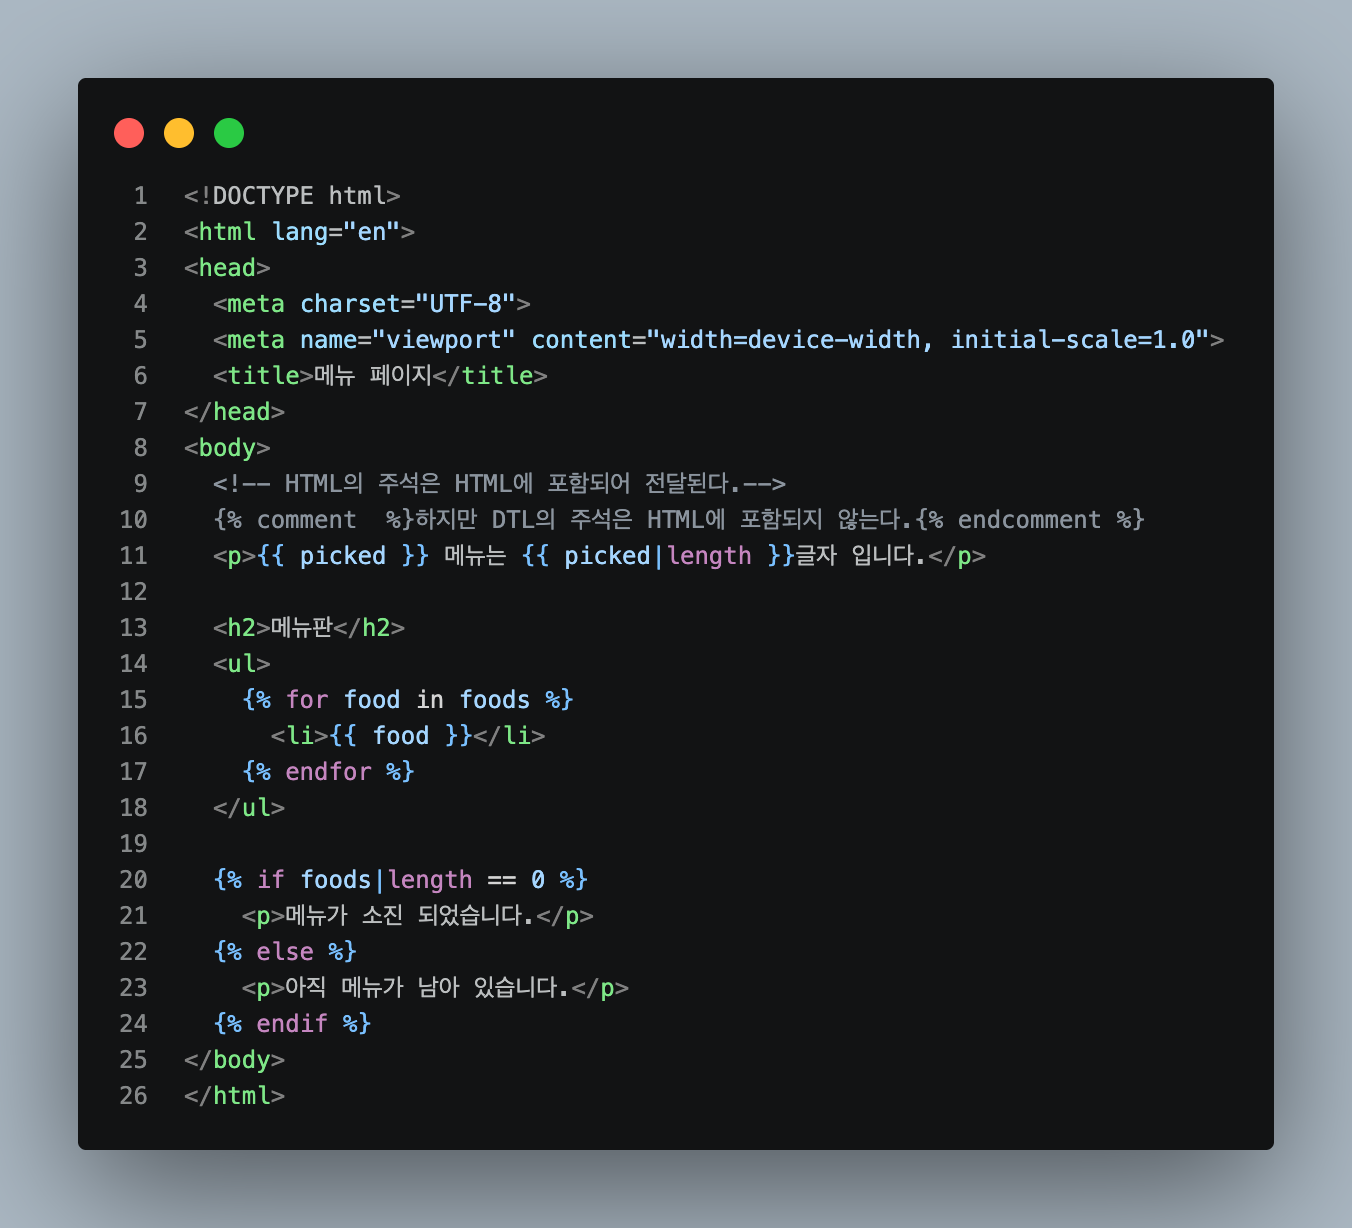 1 <!DOCTYPE html>
2 <html lang="en">
3 <head>
4   <meta charset="UTF-8">
5   <meta name="viewport" content="width=device-width, initial-scale=1.0">
6   <title>메뉴 페이지</title>
7 </head>
8 <body>
9   <!-- HTML의 주석은 HTML에 포함되어 전달된다.-->
10   {% comment  %}하지만 DTL의 주석은 HTML에 포함되지 않는다.{% endcomment %}
11   <p>{{ picked }} 메뉴는 {{ picked|length }}글자 입니다.</p>
12
13   <h2>메뉴판</h2>
14   <ul>
15     {% for food in foods %}
16       <li>{{ food }}</li>
17     {% endfor %}
18   </ul>
19
20   {% if foods|length == 0 %}
21     <p>메뉴가 소진 되었습니다.</p>
22   {% else %}
23     <p>아직 메뉴가 남아 있습니다.</p>
24   {% endif %}
25 </body>
26 </html>